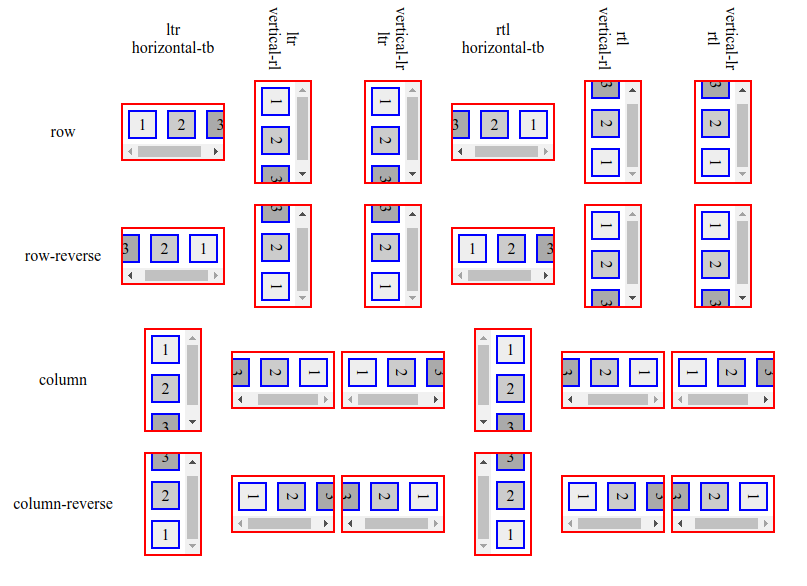 ltr
horizontal-tb
ltr
vertical-rl
ltr
vertical-lr
rtl
horizontal-tb
rtl
vertical-rl
rtl
vertical-lr
row
1 2 3
1 2 3
1 2 3
3 2 1
3 2 1
3 2 1
row-reverse
3 2 1
3 2 1
3 2 1
1 2 3
1 2 3
1 2 3
column
1
2
3
3 2 1
1 2 3
1
2
3
3 2 1
1 2 3
column-reverse
3
2
1
1 2 3
3 2 1
3
2
1
1 2 3
3 2 1